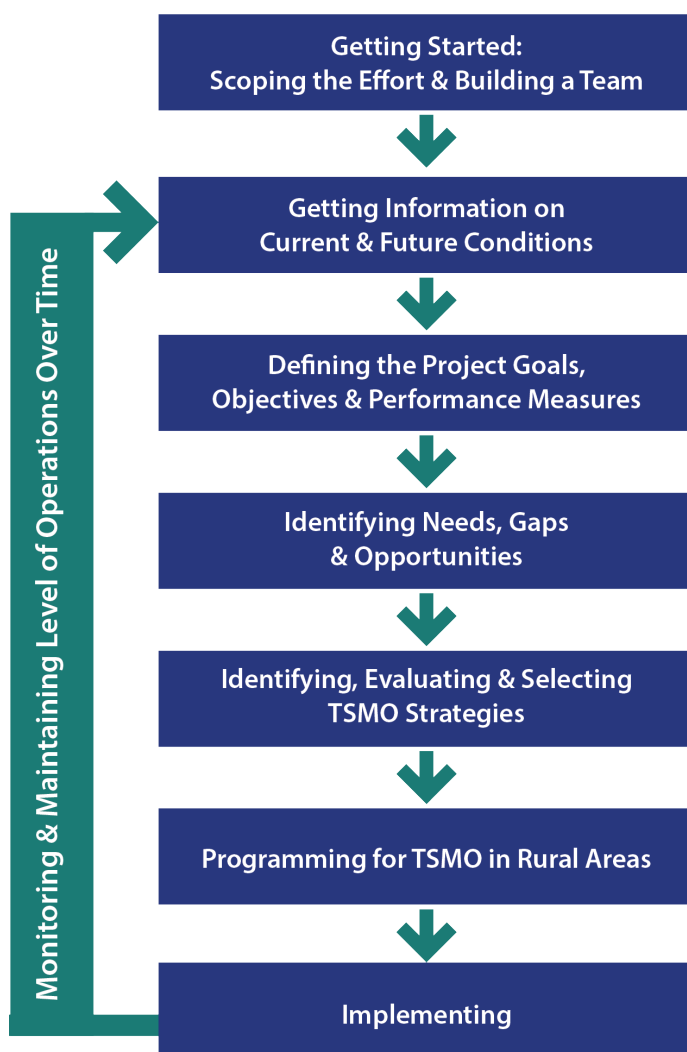 Getting Started:
Scoping the Effort & Building a Team
Getting Information on
Current & Future Conditions
Defining the Project Goals,
Objectives & Performance Measures
Identifying Needs, Gaps
& Opportunities
Identifying, Evaluating & Selecting
TSMO Strategies
Programming for TSMO in Rural Areas
Implementing
Monitoring & Maintaining Level of Operations Over Time